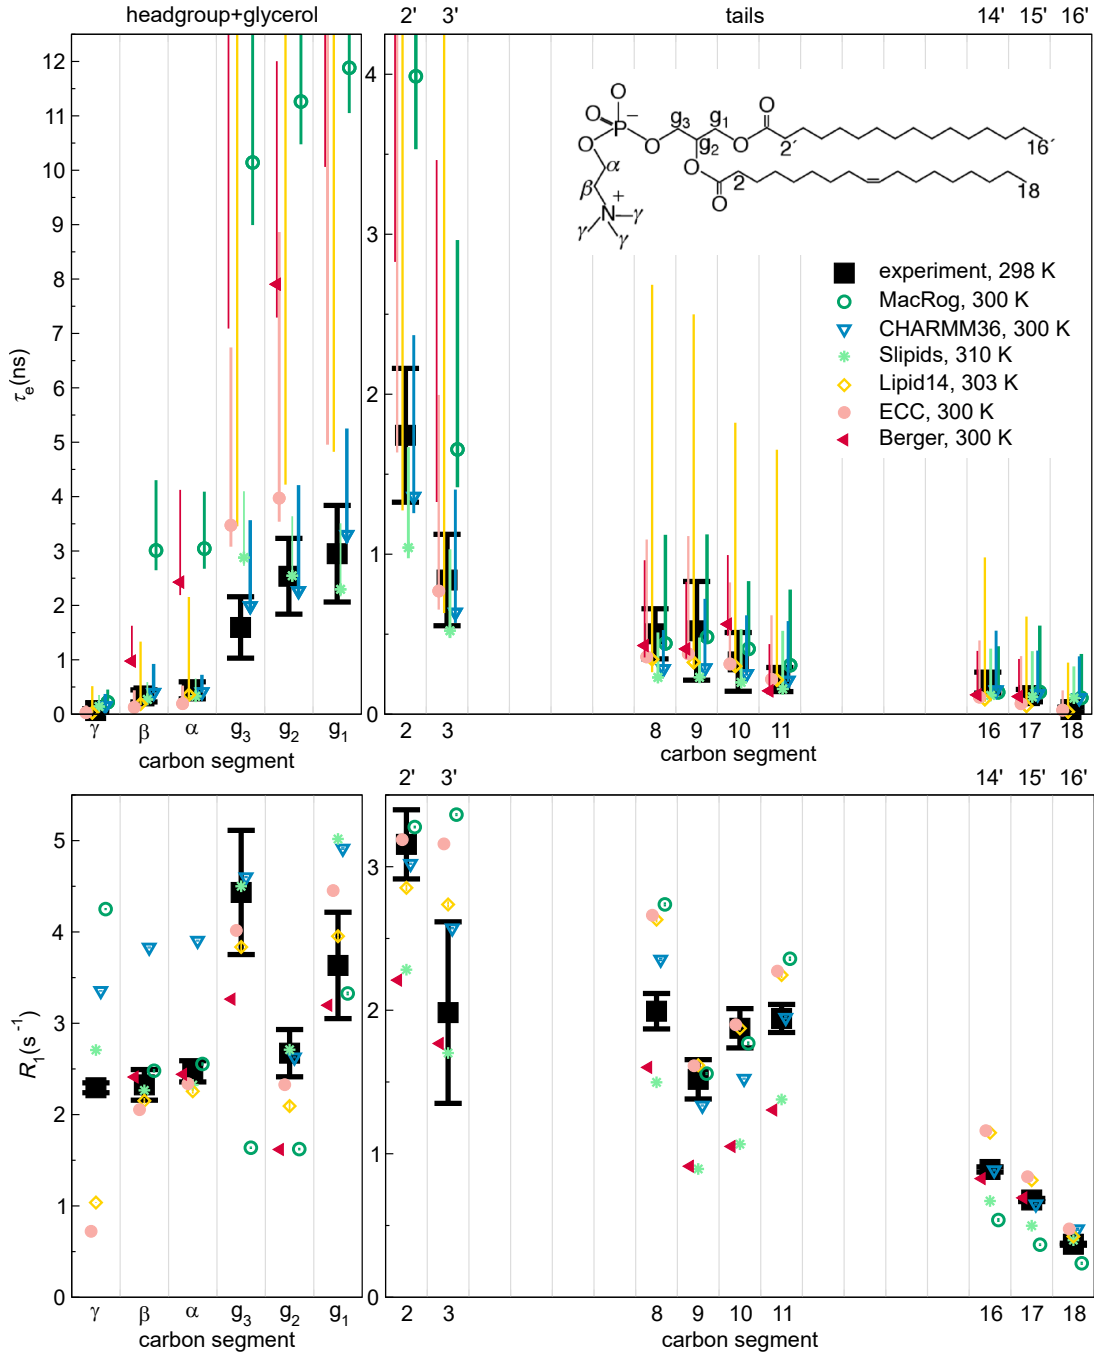 headgroup+glycerol 2' 3' tails 14' 15' 16'
12
11
10
9
8
7
6
5
4
3
2
1
0
τe(ns)
4
3
2
1
0
O
O P −
O O g3 g1 O O
g2 2' 16´
α O 2 18
β O
N +
γ γ
γ
experiment, 298 K
MacRog, 300 K
CHARMM36, 300 K
Slipids, 310 K
Lipid14, 303 K
ECC, 300 K
Berger, 300 K
γ β α g3 g2 g1 2 3 8 9 10 11 16 17 18
carbon segment carbon segment
2' 3' 14' 15' 16'
5
4
3
2
1
0
R1(s-1)
3
2
1
0
γ β α g3 g2 g1 2 3 8 9 10 11 16 17 18
carbon segment carbon segment